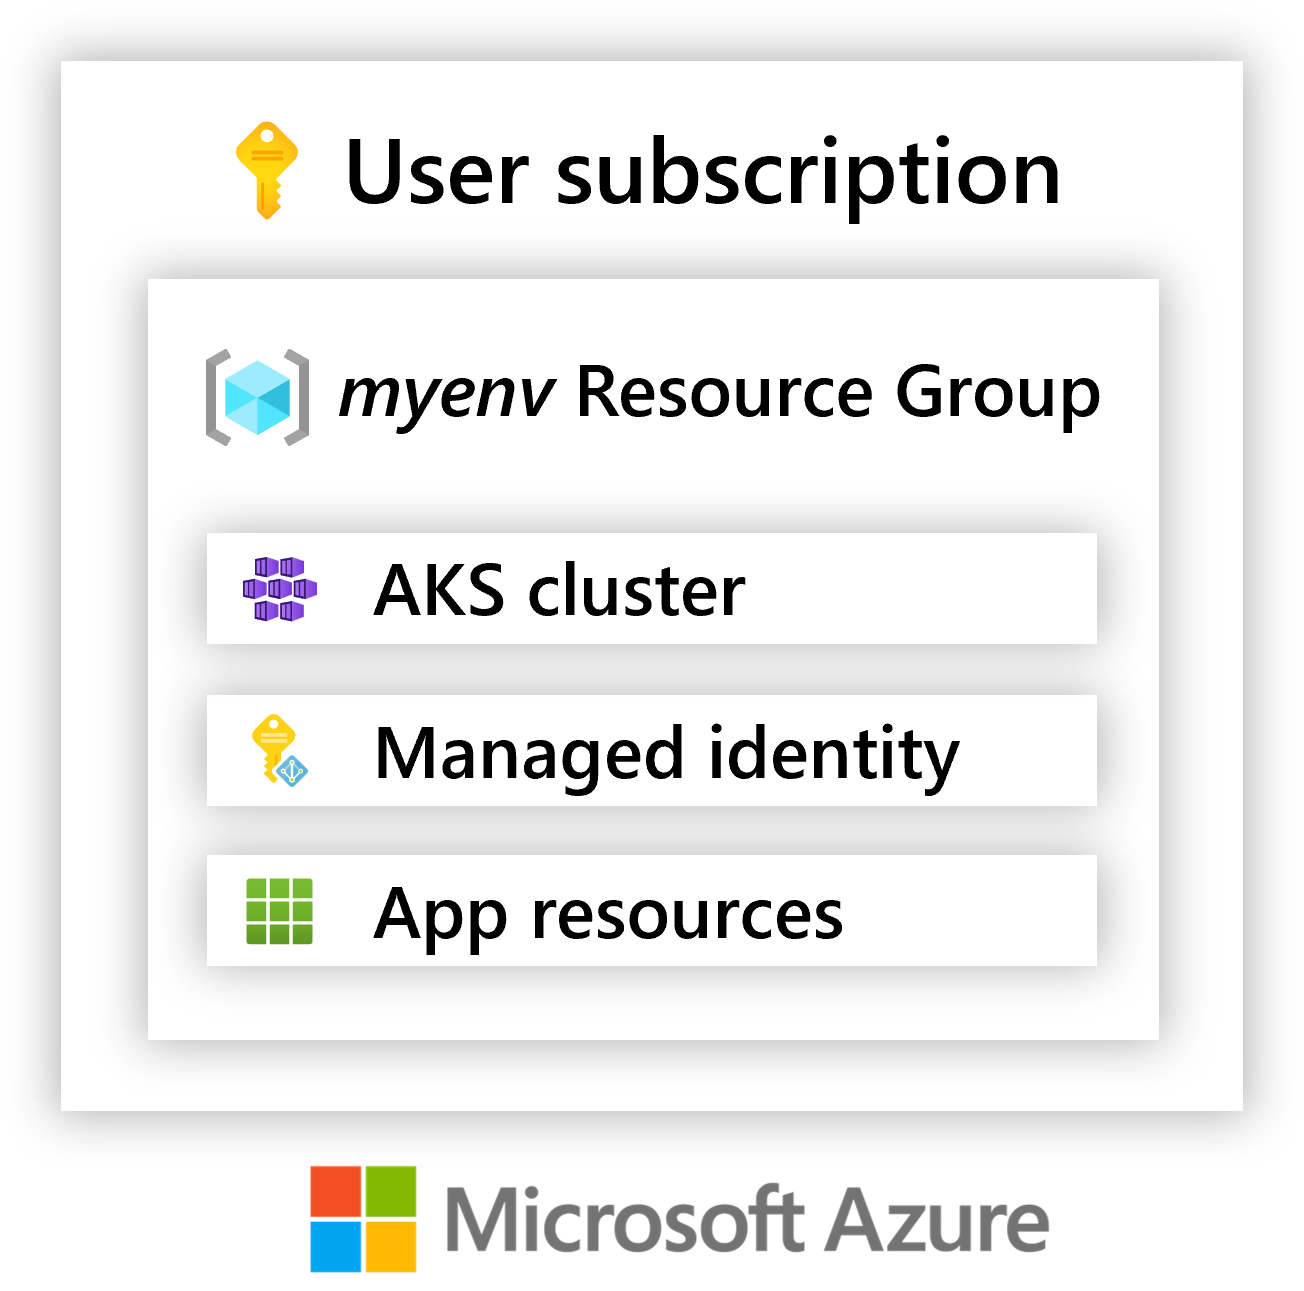 User subscription
myenv Resource Group
AKS cluster
Managed identity
App resources
Microsoft Azure